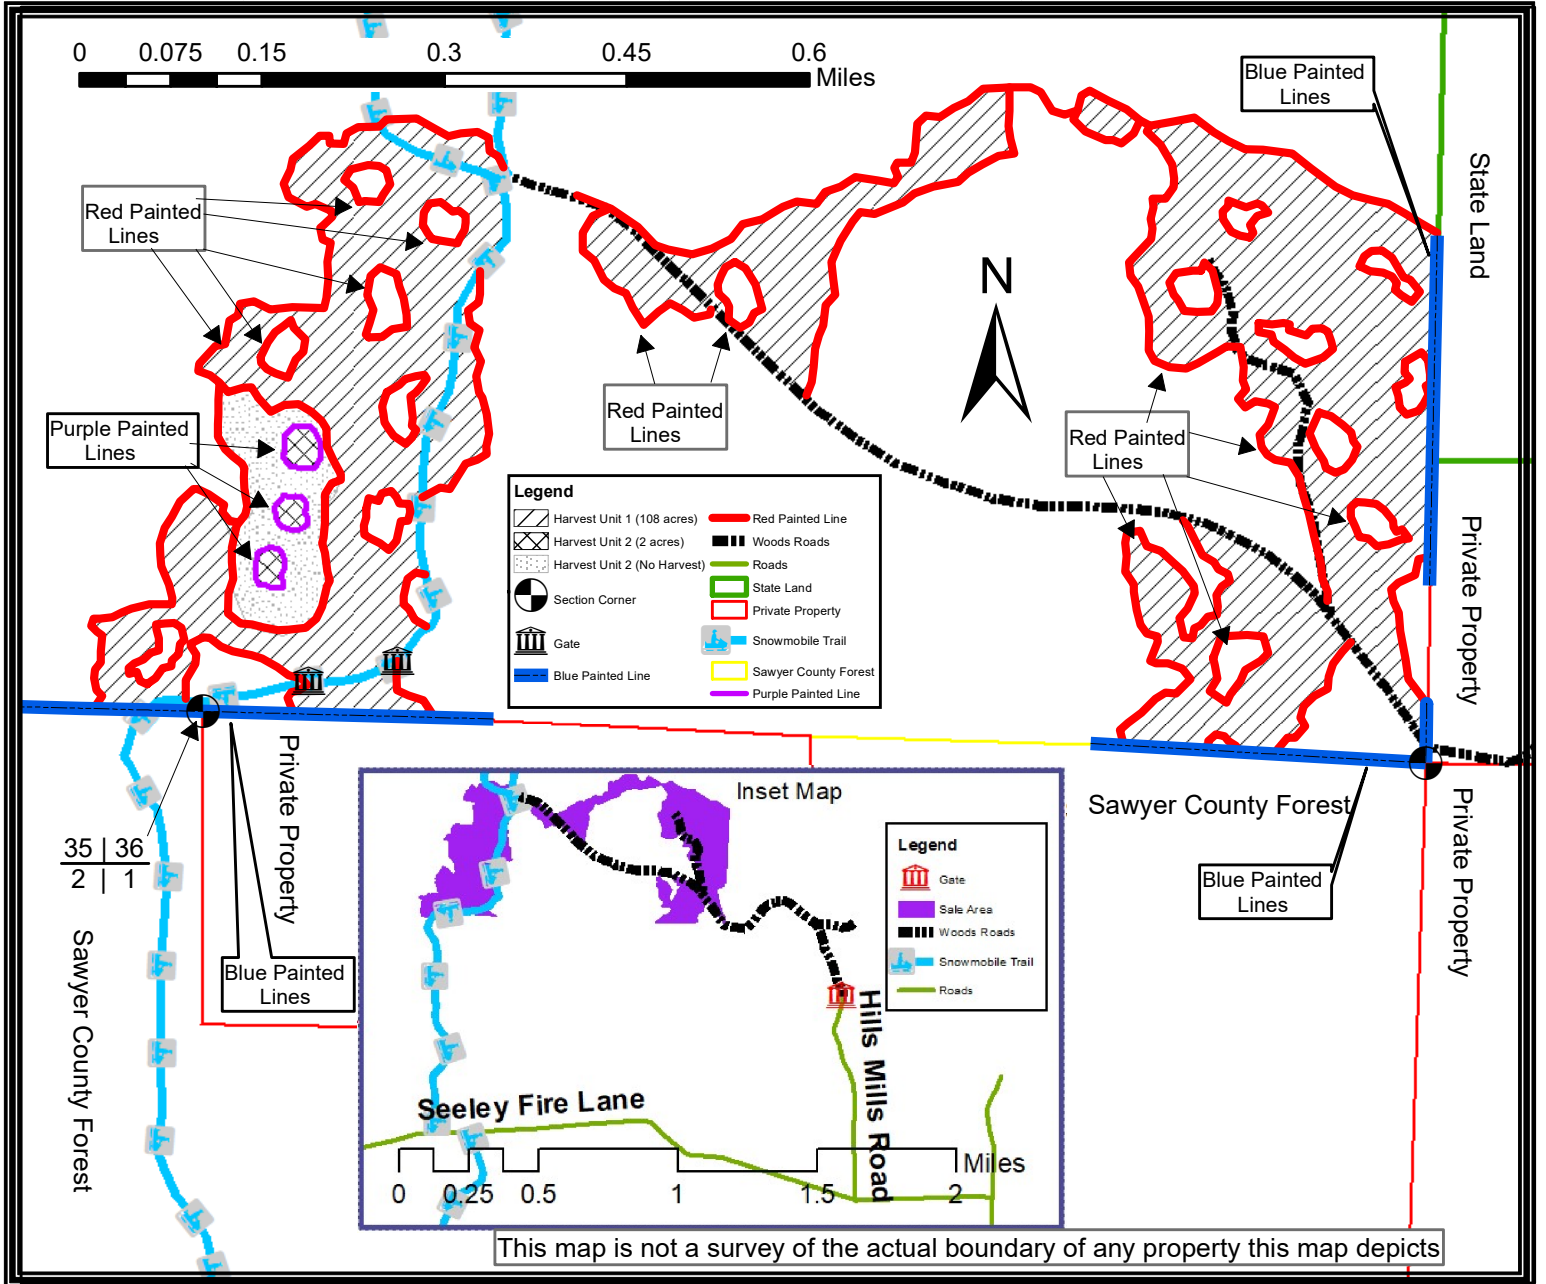 0 0.075 0.15 0.3 0.45 0.6
Miles
Blue Painted
Lines
State Land
Red Painted
Lines
N
Purple Painted
Lines
Red Painted
Lines
Red Painted
Lines
Legend
Harvest Unit 1 (108 acres)
Harvest Unit 2 (2 acres)
Harvest Unit 2 (No Harvest)
Section Corner
Gate
Blue Painted Line
Red Painted Line
Woods Roads
Roads
State Land
Private Property
Snowmobile Trail
Sawyer County Forest
Purple Painted Line
Private Property
Private Property
35 | 36
2 | 1
Sawyer County Forest
Blue Painted
Lines
Inset Map
Legend
Gate
Sale Area
Woods Roads
Snowmobile Trail
Roads
Hills Mills Road
Seeley Fire Lane
Miles
0 0.25 0.5 1 1.5 2
Sawyer County Forest
Blue Painted
Lines
Private Property
This map is not a survey of the actual boundary of any property this map depicts